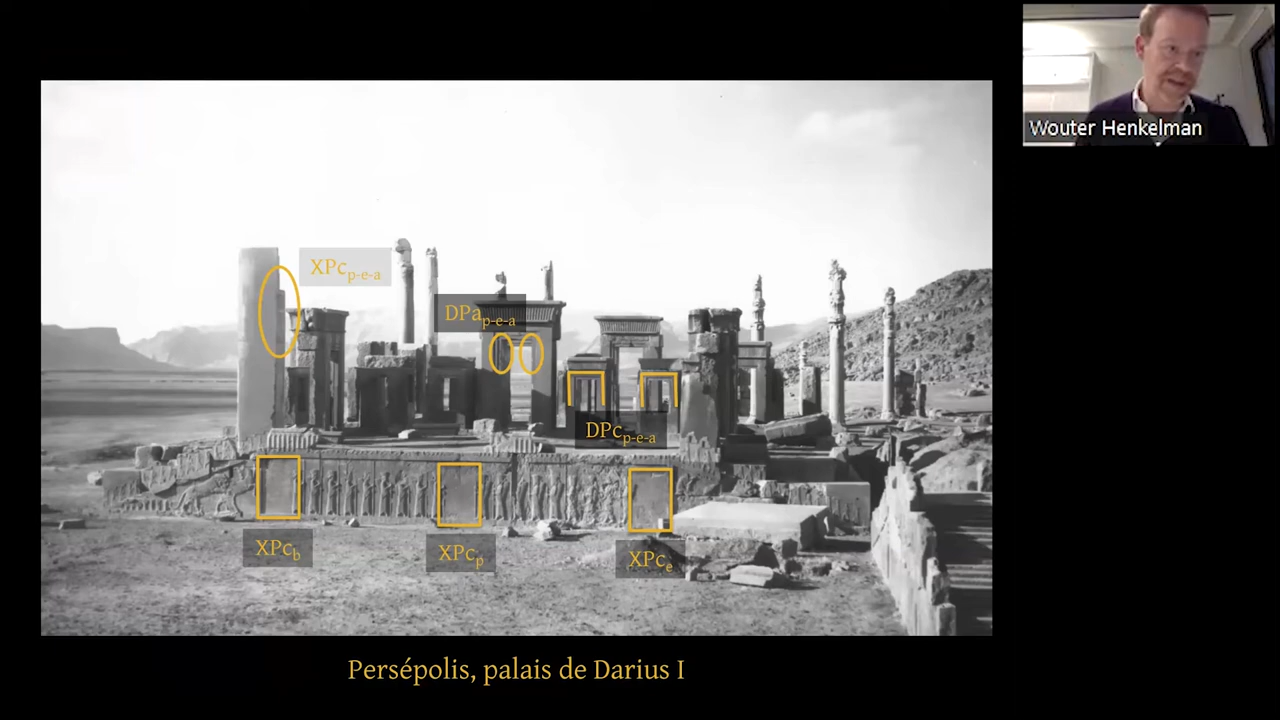 Wouter Henkelman
XPcp-e-a
DPap-e-a
DPcp-e-a
XPcb
XPcp
XPce
Persépolis, palais de Darius I